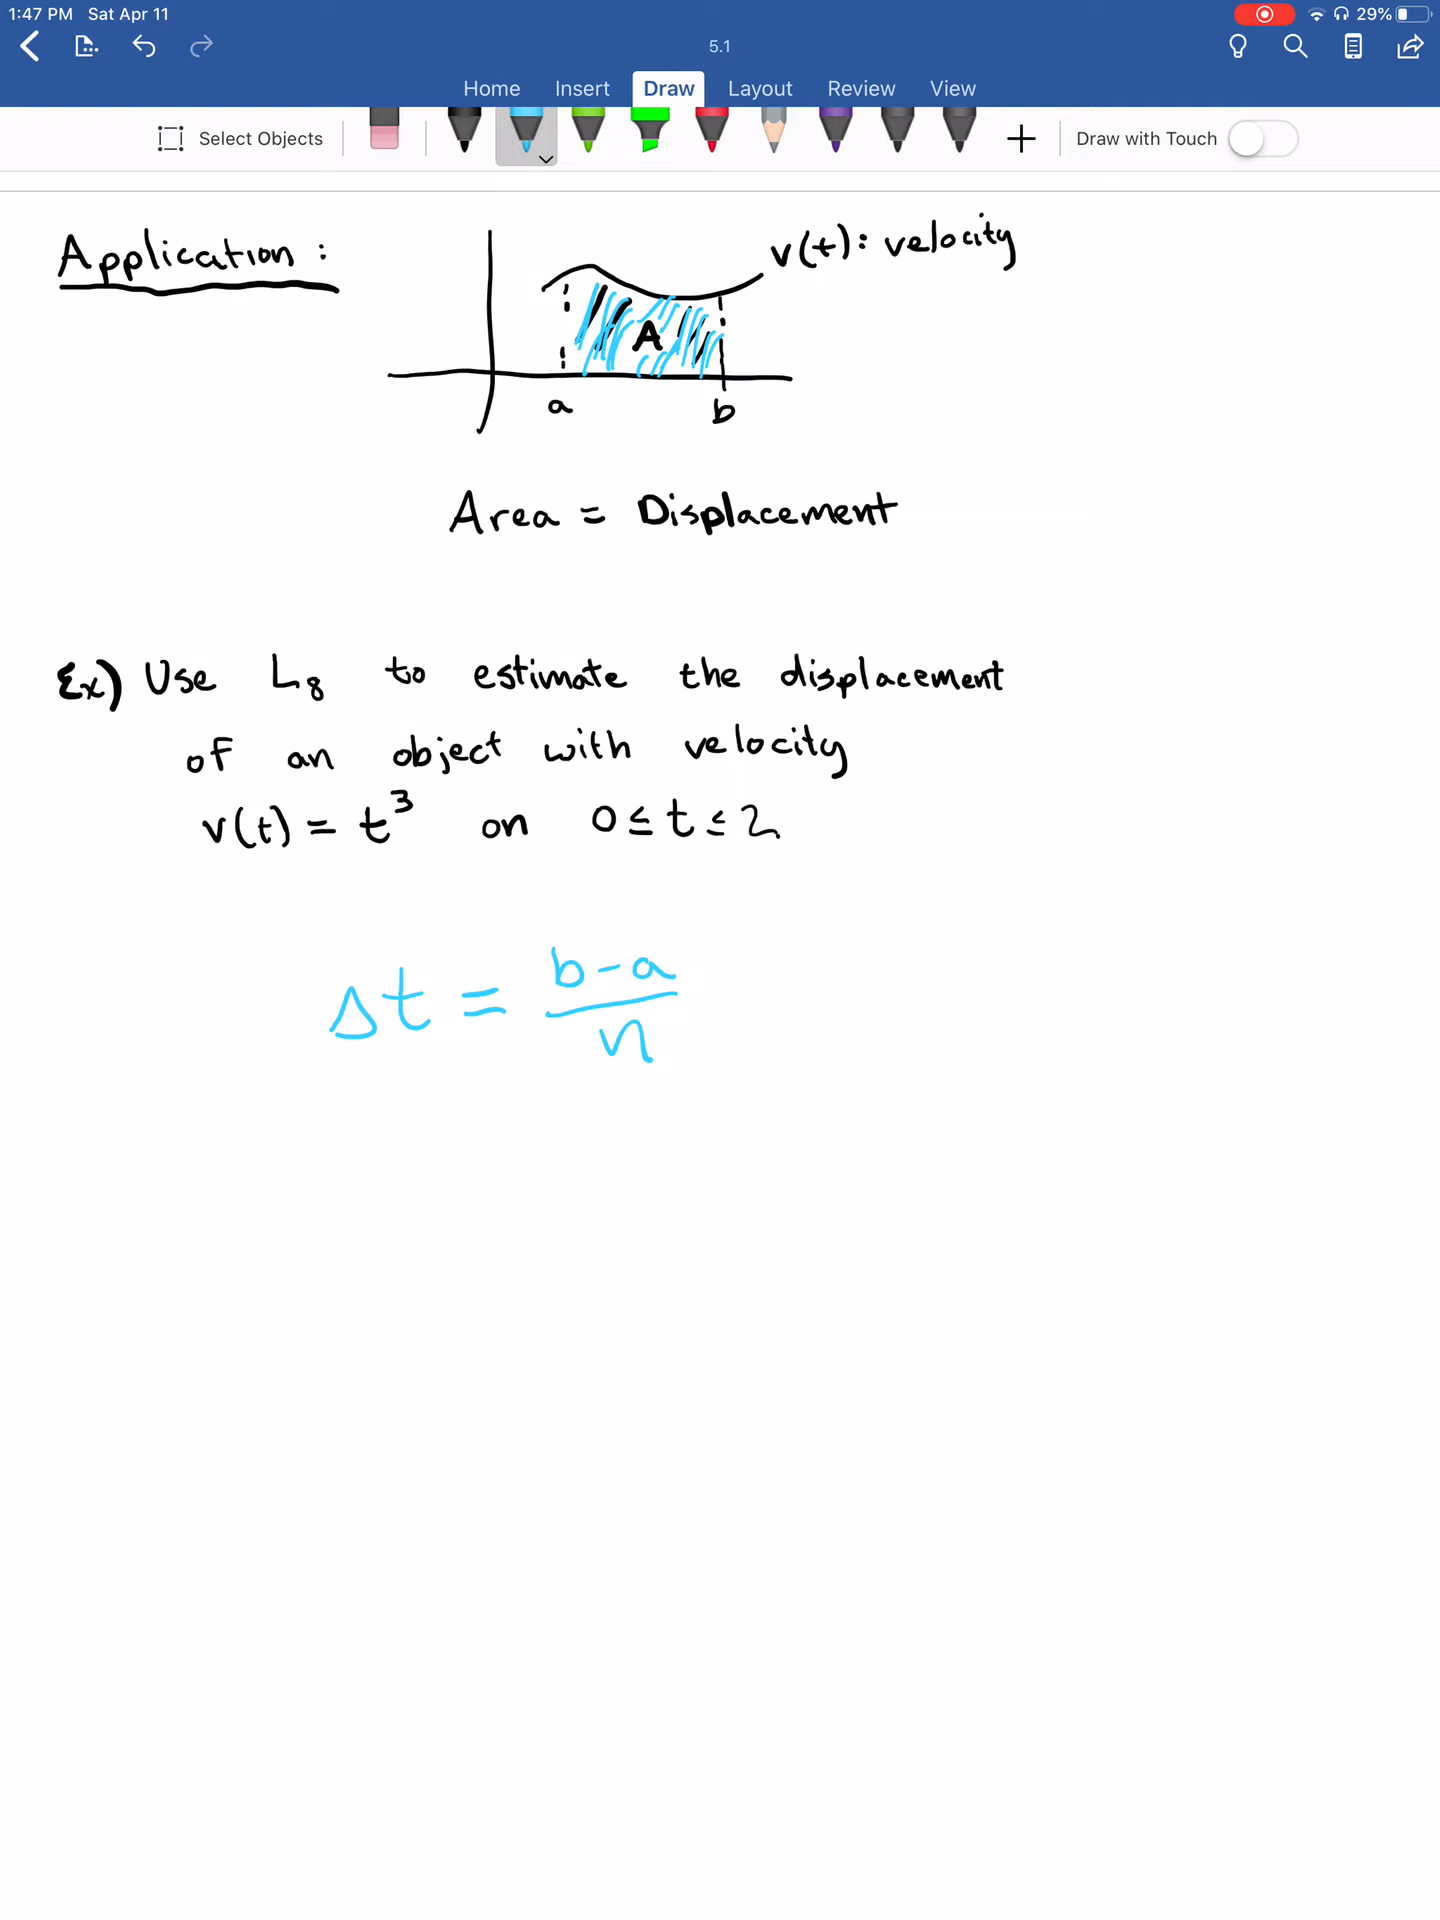 1:47 PM Sat Apr 11
29%
5.1
Home Insert Draw Layout Review View
Select Objects
Draw with Touch
Application :
v(t): velocity
A
a
b
Area = Displacement
Ex) Use L₈ to estimate the displacement
of an object with velocity
v(t) = t³ on 0 ≤ t ≤ 2
Δt = b-a
n